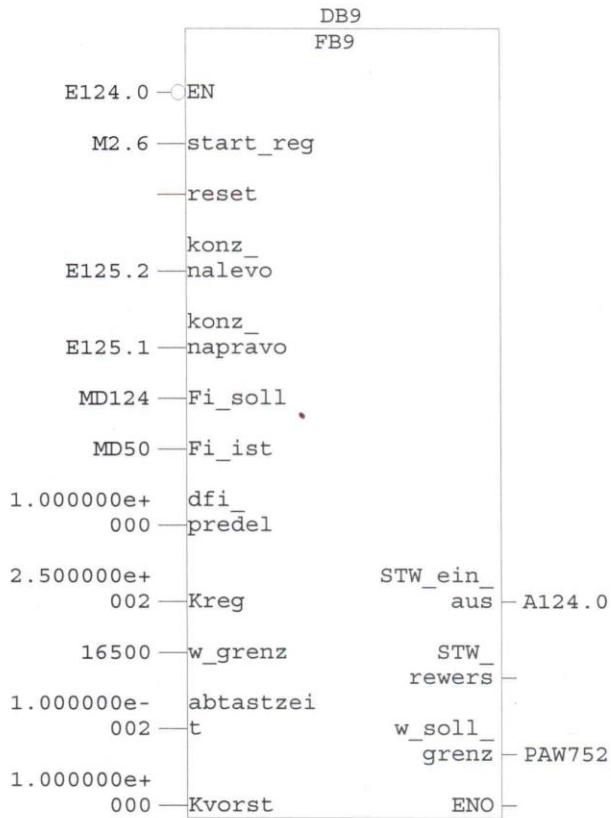 DB9
FB9
E124.0 EN
M2.6 start_reg
reset
konz_
E125.2 nalevo
konz_
E125.1 napravo
MD124 Fi_soll
MD50 Fi_ist
1.000000e+ dfi_
000 predel
2.500000e+ STW_ein_
002 Kreg aus A124.0
16500 w_grenz STW_
rewers
1.000000e- abtastzei
002 t w_soll_
grenz PAW752
1.000000e+
000 Kvorst ENO